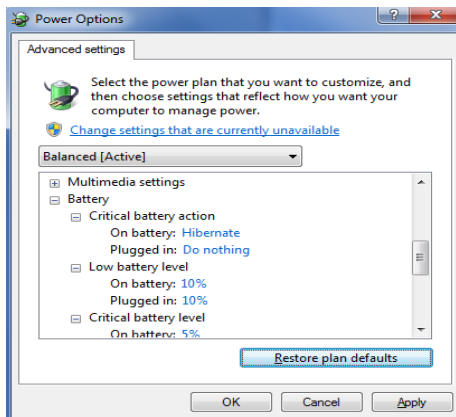 Power Options
Advanced settings
Select the power plan that you want to customize, and
then choose settings that reflect how you want your
computer to manage power.
Change settings that are currently unavailable
Balanced [Active]
Multimedia settings
Battery
Critical battery action
On battery: Hibernate
Plugged in: Do nothing
Low battery level
On battery: 10%
Plugged in: 10%
Critical battery level
On battery: 5%
Restore plan defaults
OK Cancel Apply